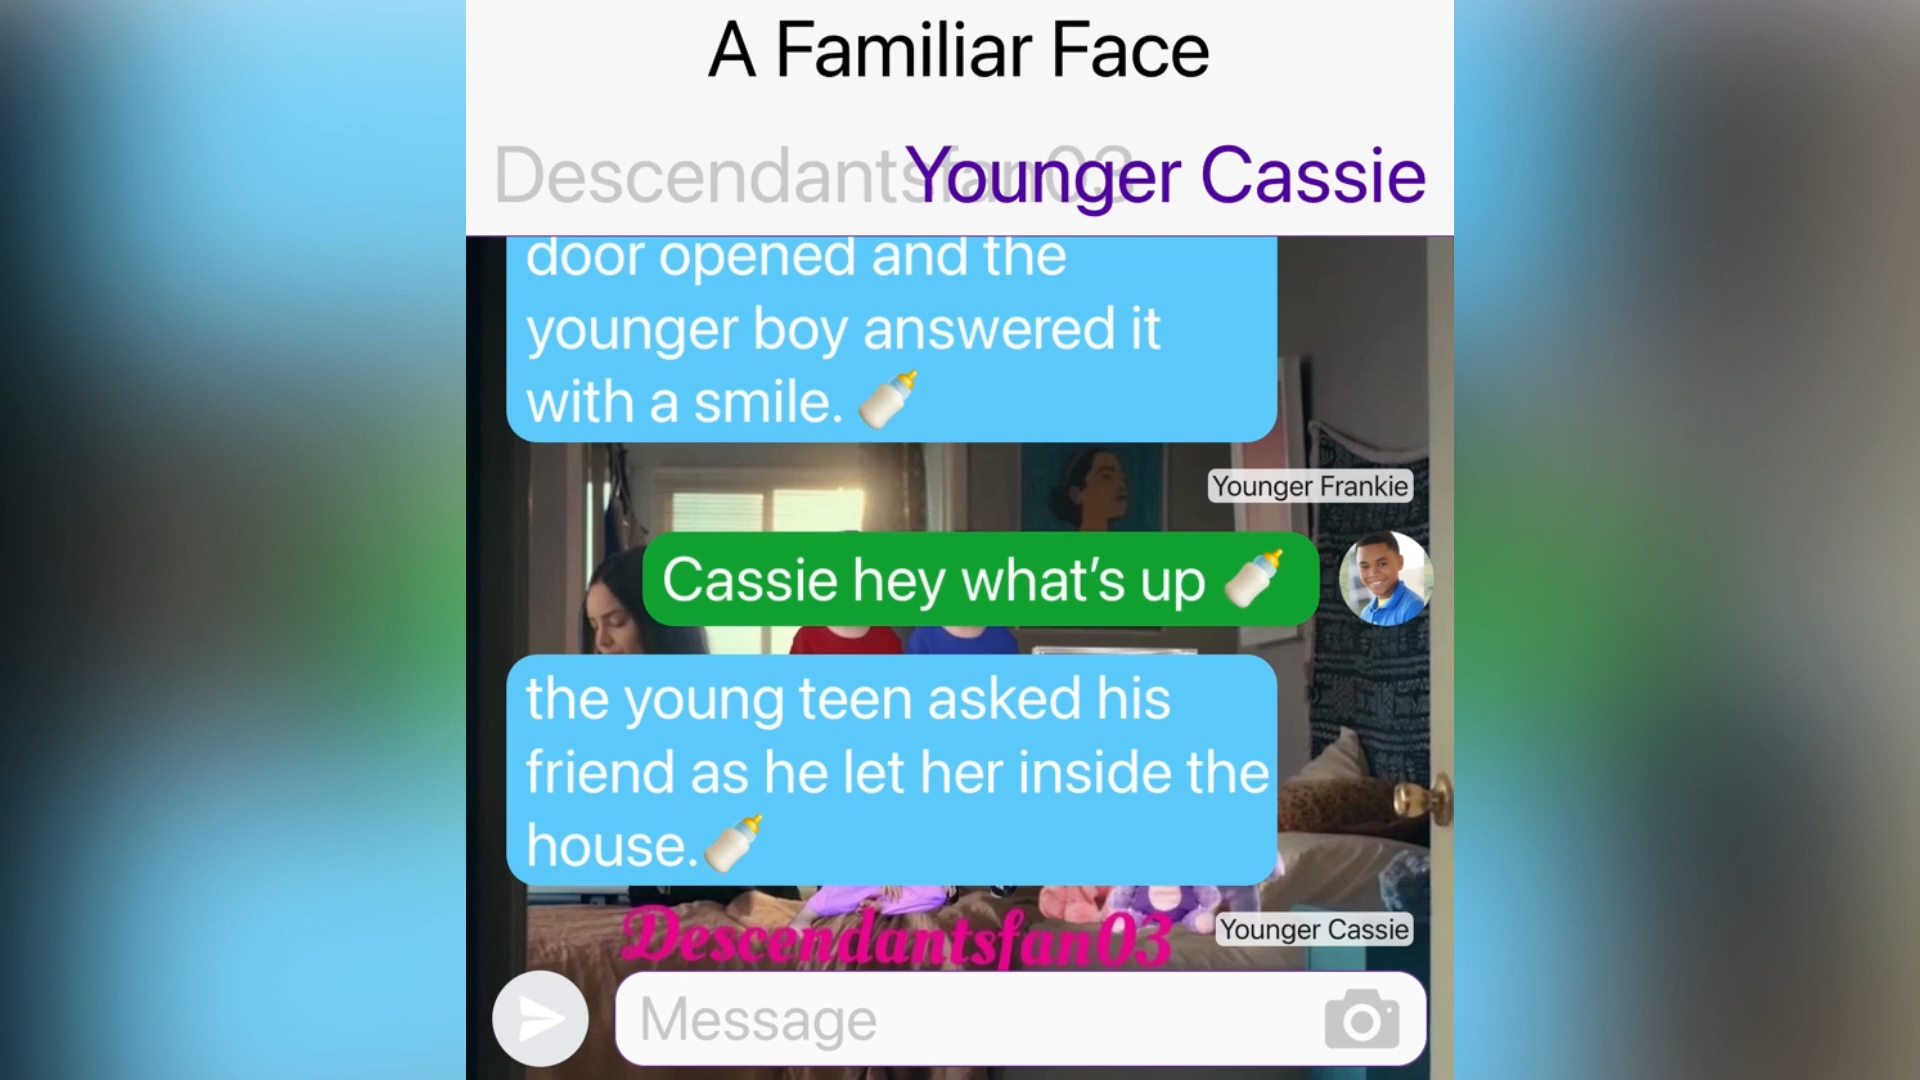 A Familiar Face
Descendantsfan03
Younger Cassie
door opened and the
younger boy answered it
with a smile. 🍼
Younger Frankie
Cassie hey what’s up 🍼
the young teen asked his
friend as he let her inside the
house.🍼
Descendantsfan03
Younger Cassie
Message